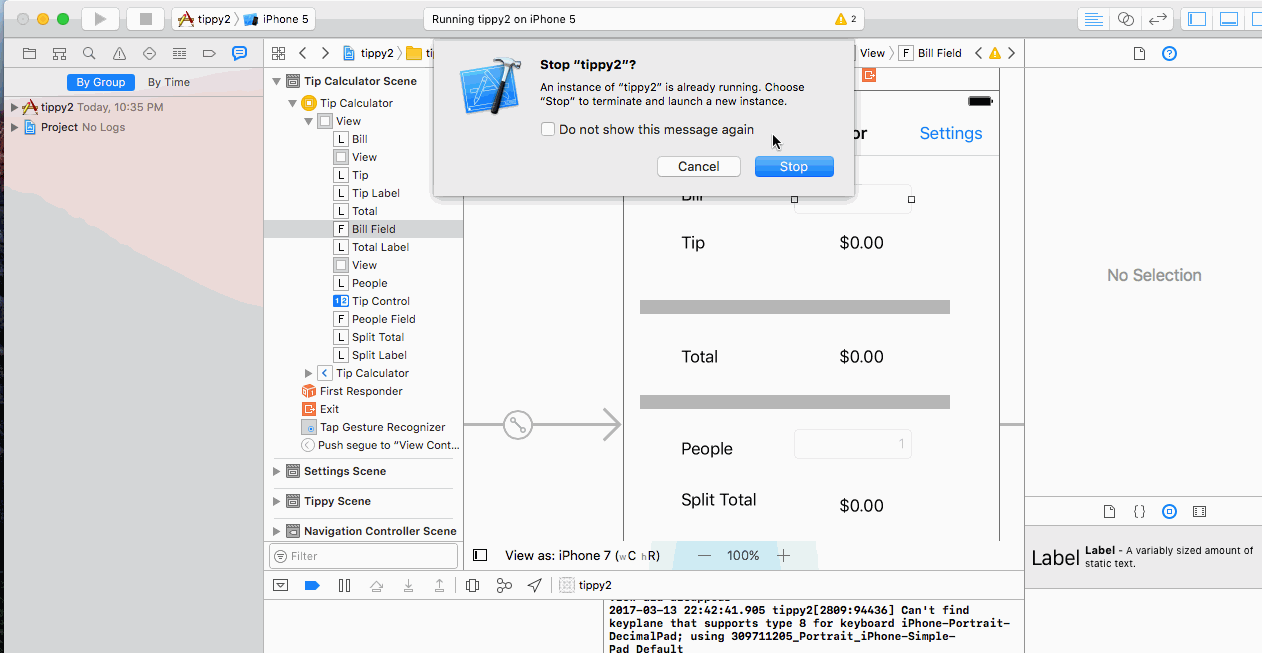 tippy2 〉 iPhone 5
Running tippy2 on iPhone 5
2
tippy2
View
F Bill Field
By Group
By Time
tippy2 Today, 10:35 PM
Project No Logs
Tip Calculator Scene
Tip Calculator
View
L Bill
View
L Tip
L Tip Label
L Total
F Bill Field
L Total Label
View
L People
12 Tip Control
F People Field
L Split Total
L Split Label
Tip Calculator
First Responder
Exit
Tap Gesture Recognizer
Push segue to “View Cont...
Settings Scene
Tippy Scene
Navigation Controller Scene
Filter
Stop “tippy2”?
An instance of “tippy2” is already running. Choose
“Stop” to terminate and launch a new instance.
Do not show this message again
Cancel
Stop
Settings
Bill
Tip
$0.00
Total
$0.00
People
1
Split Total
$0.00
View as: iPhone 7 (wC hR)
— 100% +
tippy2
2017-03-13 22:42:41.905 tippy2[2809:94436] Can't find
keyplane that supports type 8 for keyboard iPhone-Portrait-
DecimalPad; using 309711205_Portrait_iPhone-Simple-
Pad_Default
No Selection
{}
Label
Label - A variably sized amount of
static text.